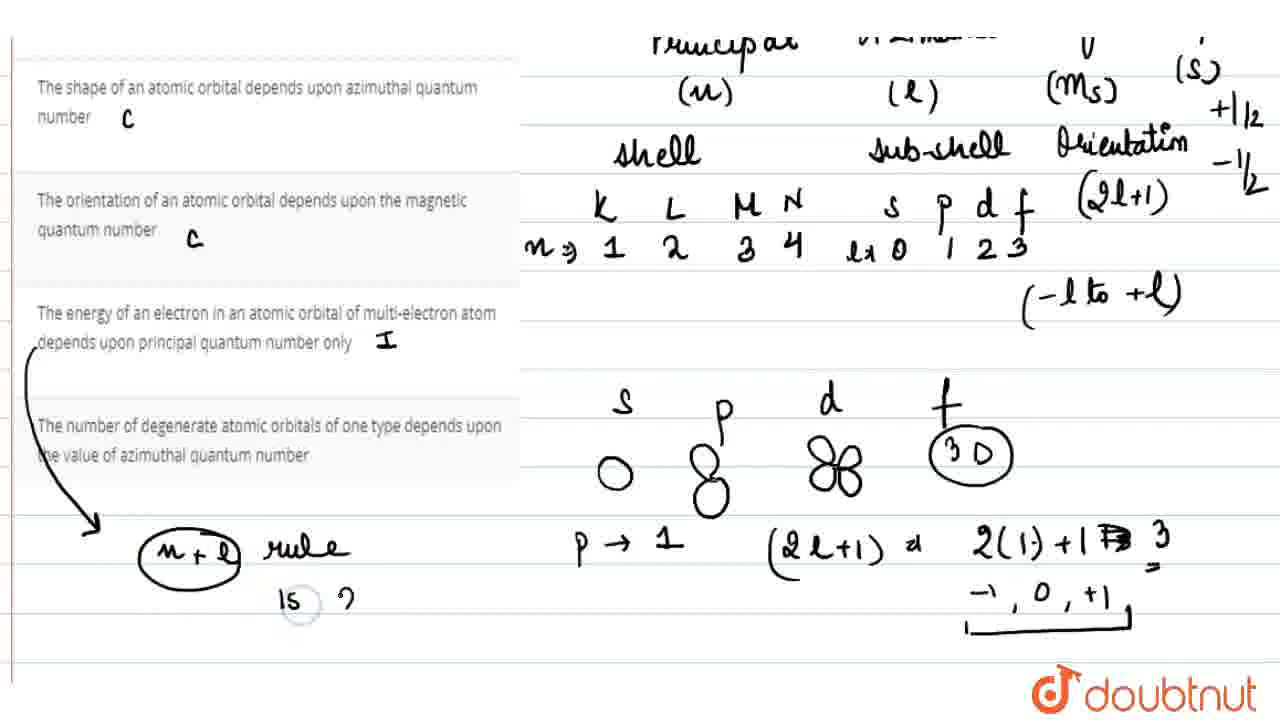 Principal
(n) (l) (ms) (s)
+1/2
shell sub-shell Orientation -1/2
K L M N s p d f (2l+1)
n⇒ 1 2 3 4 l→ 0 1 2 3
(-l to +l)
The shape of an atomic orbital depends upon azimuthal quantum
number C
The orientation of an atomic orbital depends upon the magnetic
quantum number C
The energy of an electron in an atomic orbital of multi-electron atom
depends upon principal quantum number only I
The number of degenerate atomic orbitals of one type depends upon
the value of azimuthal quantum number
s p d f
3D
n + l rule
1s 2
p → 1 (2l+1) ⇒ 2(1)+1 3
-1, 0, +1
doubtnut